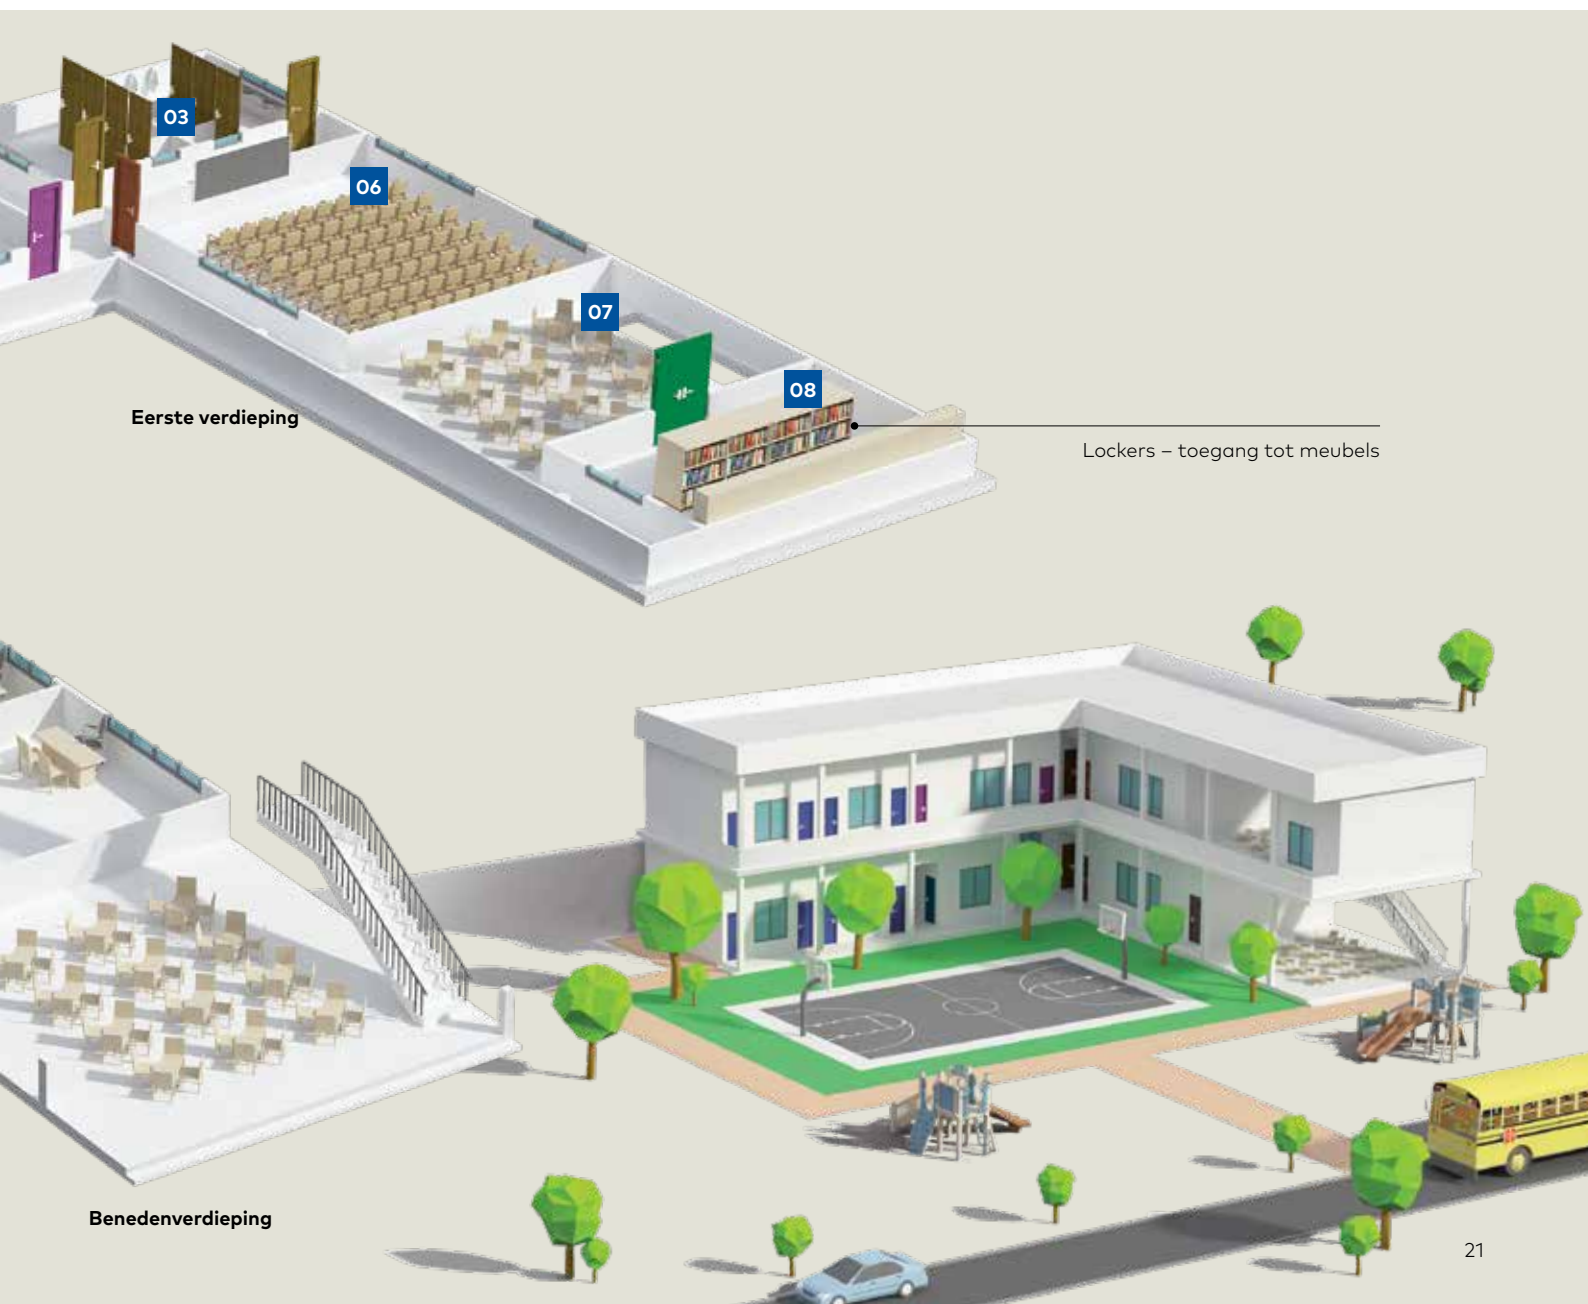 03
06
07
08
Eerste verdieping
Lockers – toegang tot meubels
Benedenverdieping
21